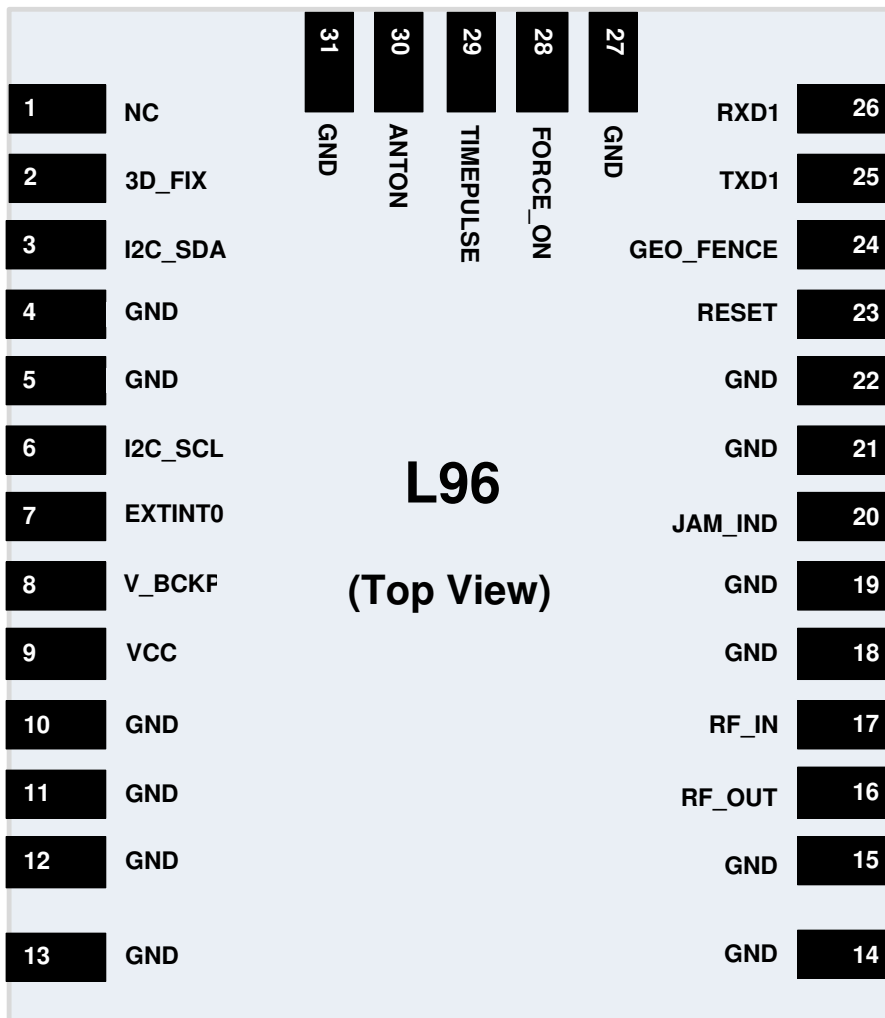 31 30 29 28 27
GND ANTON TIMEPULSE FORCE_ON GND
1 NC RXD1 26
2 3D_FIX TXD1 25
3 I2C_SDA GEO_FENCE 24
4 GND RESET 23
5 GND GND 22
6 I2C_SCL GND 21
L96
7 EXTINT0 JAM_IND 20
8 V_BCKP GND 19
(Top View)
9 VCC GND 18
10 GND RF_IN 17
11 GND RF_OUT 16
12 GND GND 15
13 GND GND 14